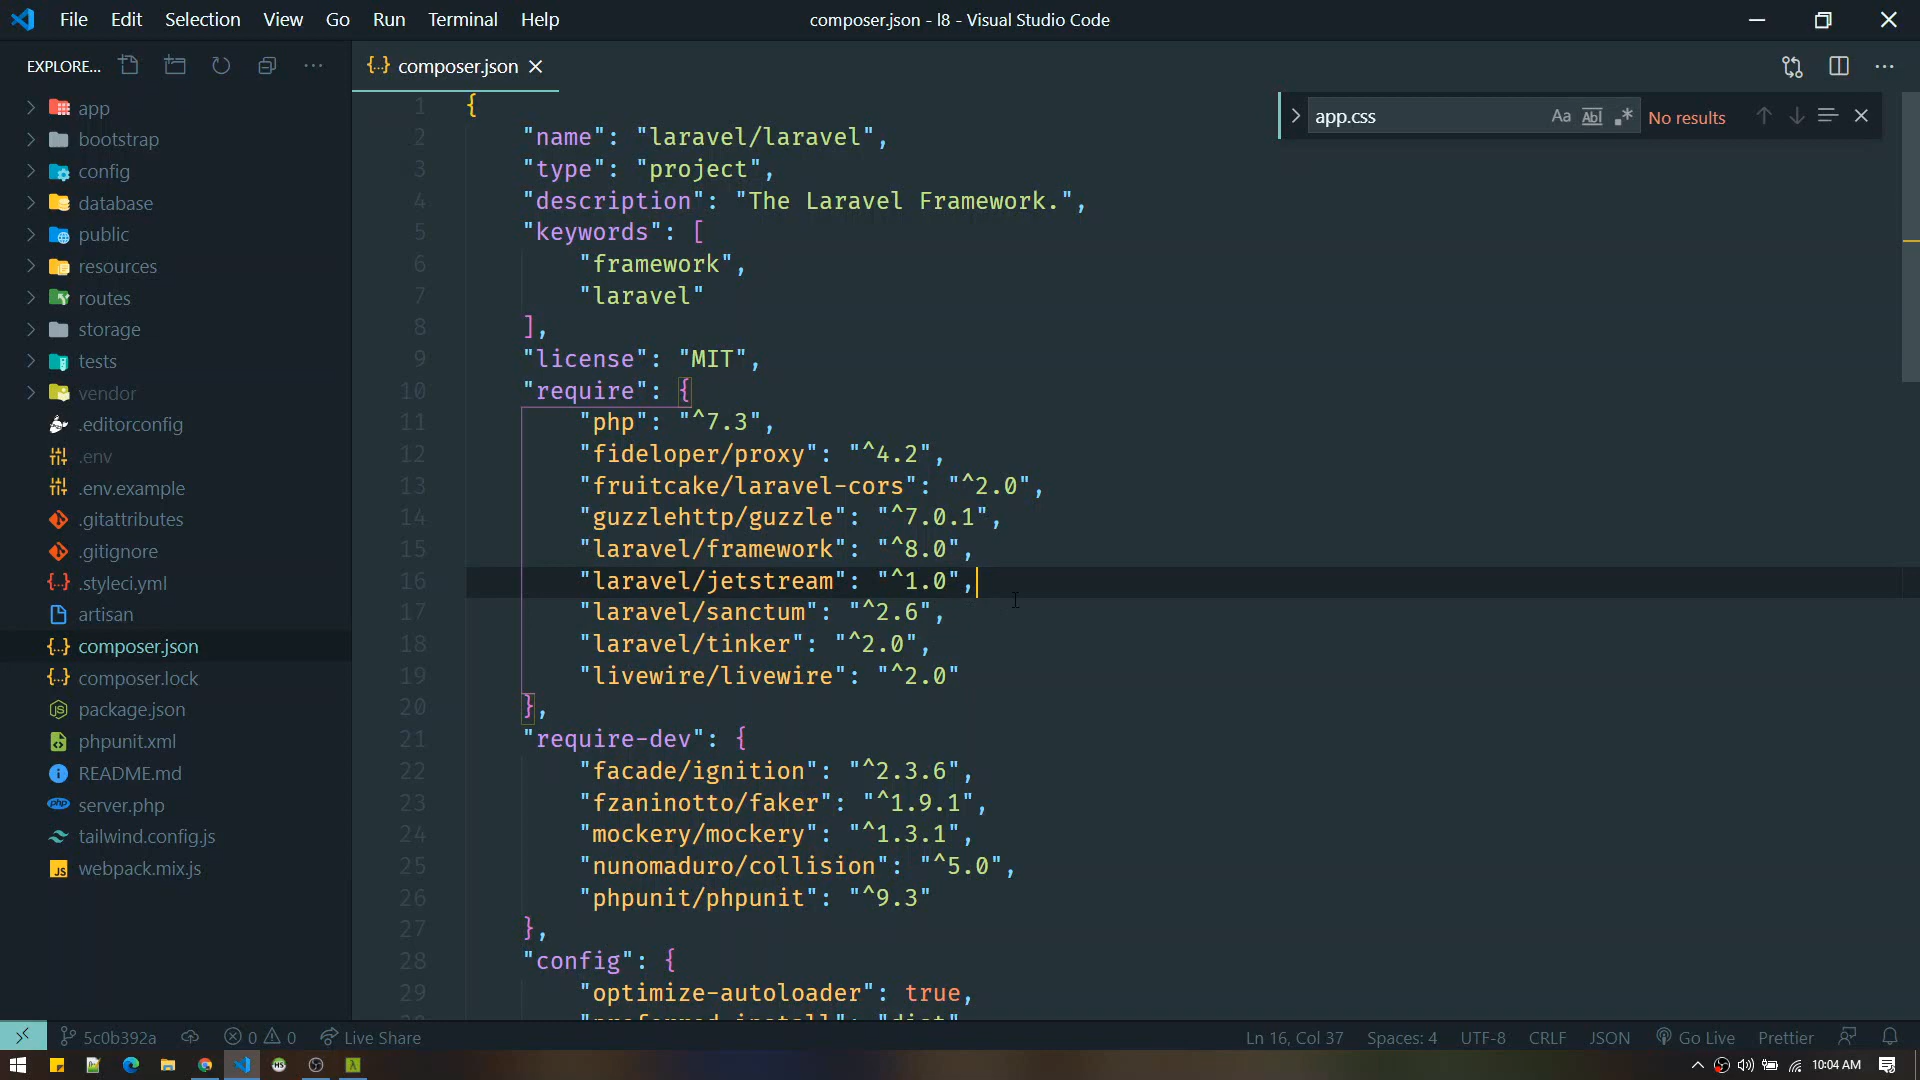 File Edit Selection View Go Run Terminal Help
composer.json - l8 - Visual Studio Code
EXPLORE...
app
bootstrap
config
database
public
resources
routes
storage
tests
vendor
.editorconfig
.env
.env.example
.gitattributes
.gitignore
.styleci.yml
artisan
composer.json
composer.lock
package.json
phpunit.xml
README.md
server.php
tailwind.config.js
webpack.mix.js
composer.json
app.css Aa Abl .* No results
1 {
2 "name": "laravel/laravel",
3 "type": "project",
4 "description": "The Laravel Framework.",
5 "keywords": [
6 "framework",
7 "laravel"
8 ],
9 "license": "MIT",
10 "require": {
11 "php": "^7.3",
12 "fideloper/proxy": "^4.2",
13 "fruitcake/laravel-cors": "^2.0",
14 "guzzlehttp/guzzle": "^7.0.1",
15 "laravel/framework": "^8.0",
16 "laravel/jetstream": "^1.0",
17 "laravel/sanctum": "^2.6",
18 "laravel/tinker": "^2.0",
19 "livewire/livewire": "^2.0"
20 },
21 "require-dev": {
22 "facade/ignition": "^2.3.6",
23 "fzaninotto/faker": "^1.9.1",
24 "mockery/mockery": "^1.3.1",
25 "nunomaduro/collision": "^5.0",
26 "phpunit/phpunit": "^9.3"
27 },
28 "config": {
29 "optimize-autoloader": true,
5c0b392a 0 0 Live Share
Ln 16, Col 37 Spaces: 4 UTF-8 CRLF JSON Go Live Prettier
10:04 AM